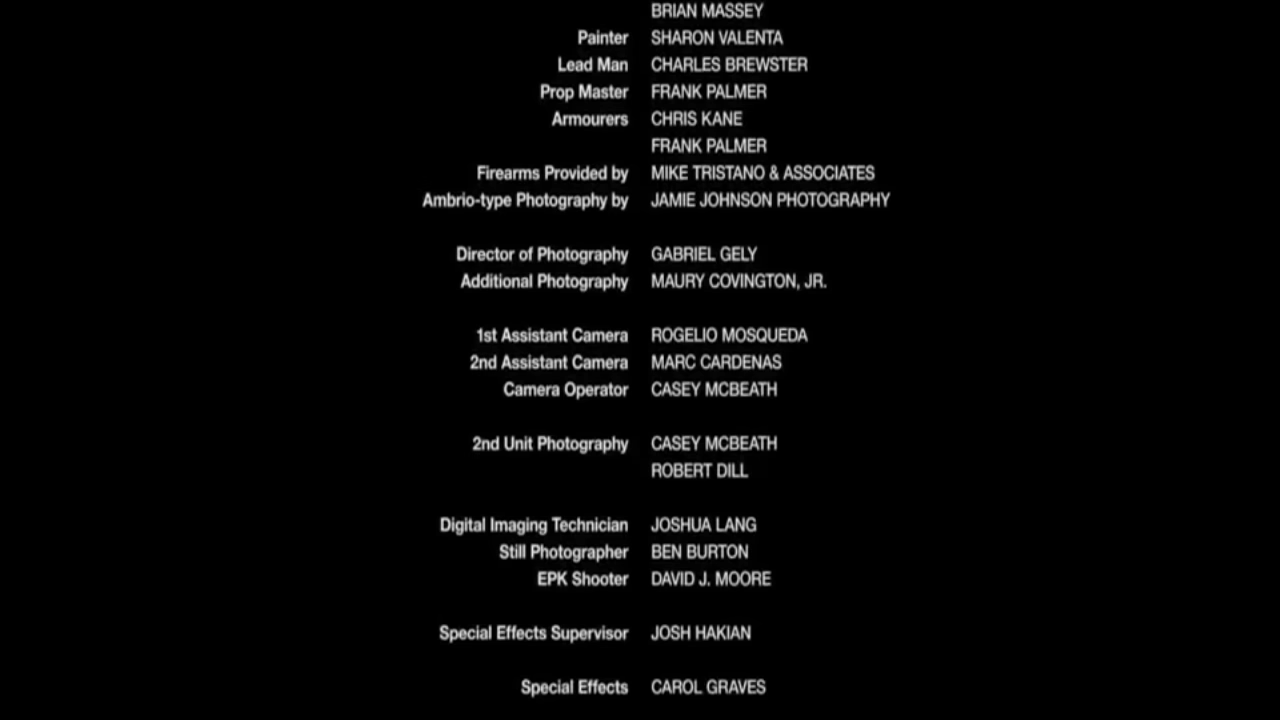 BRIAN MASSEY
Painter SHARON VALENTA
Lead Man CHARLES BREWSTER
Prop Master FRANK PALMER
Armourers CHRIS KANE
FRANK PALMER
Firearms Provided by MIKE TRISTANO & ASSOCIATES
Ambrio-type Photography by JAMIE JOHNSON PHOTOGRAPHY
Director of Photography GABRIEL GELY
Additional Photography MAURY COVINGTON, JR.
1st Assistant Camera ROGELIO MOSQUEDA
2nd Assistant Camera MARC CARDENAS
Camera Operator CASEY MCBEATH
2nd Unit Photography CASEY MCBEATH
ROBERT DILL
Digital Imaging Technician JOSHUA LANG
Still Photographer BEN BURTON
EPK Shooter DAVID J. MOORE
Special Effects Supervisor JOSH HAKIAN
Special Effects CAROL GRAVES